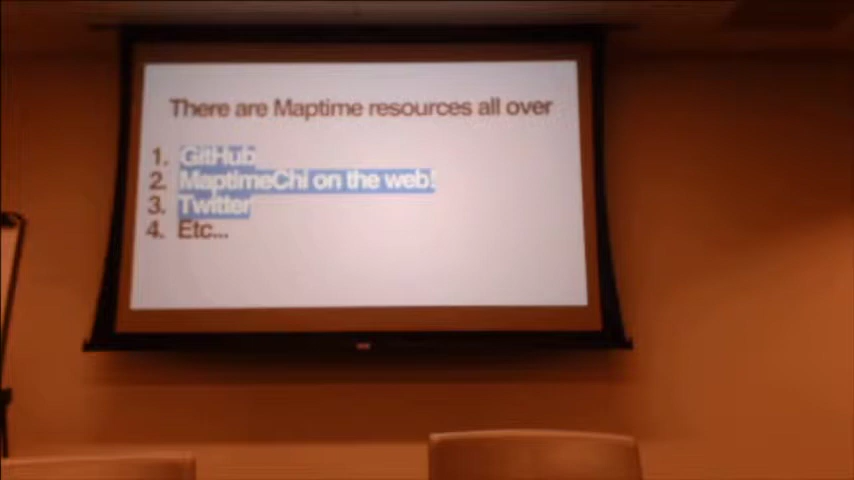 There are Maptime resources all over
1. GitHub
2. MaptimeChi on the web!
3. Twitter
4. Etc...